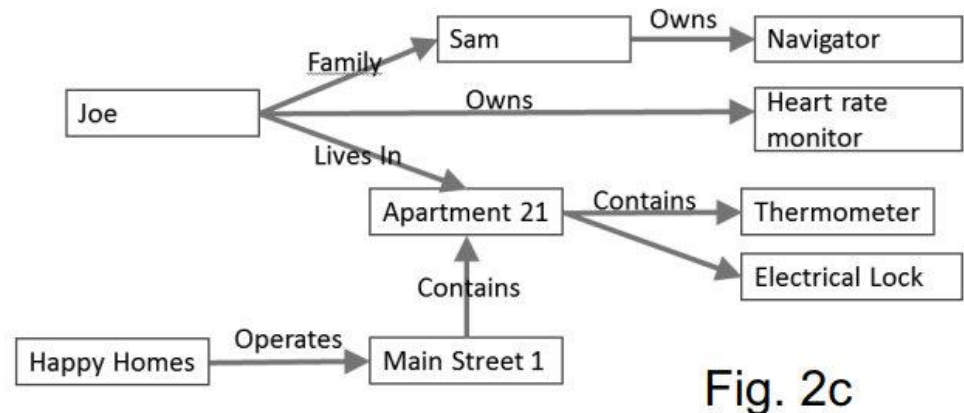 Sam
Owns
Navigator
Family
Joe
Owns
Heart rate
monitor
Lives In
Apartment 21
Contains
Thermometer
Electrical Lock
Contains
Happy Homes
Operates
Main Street 1
Fig. 2c